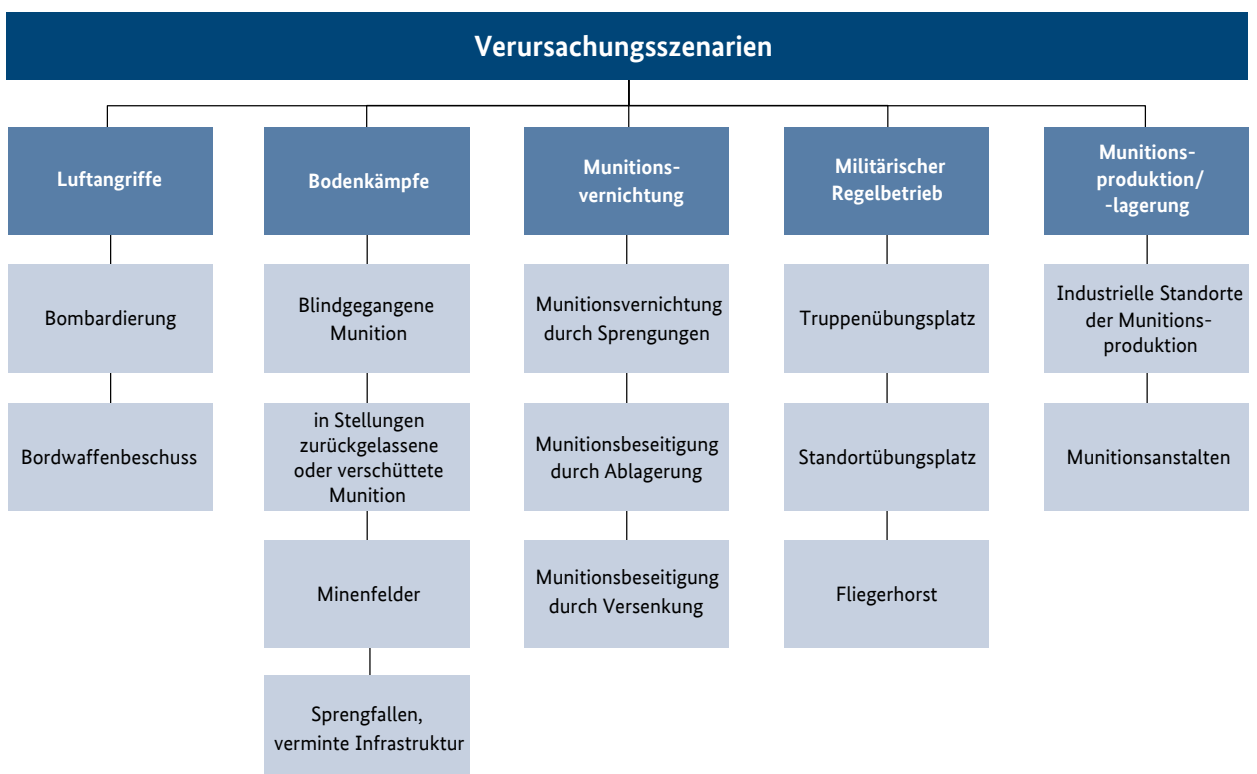 Verursachungsszenarien
Luftangriffe
Bombardierung
Bordwaffenbeschuss
Bodenkämpfe
Blindgegangene
Munition
in Stellungen
zurückgelassene
oder verschüttete
Munition
Minenfelder
Sprengfallen,
verminte Infrastruktur
Munitions-
vernichtung
Munitionsvernichtung
durch Sprengungen
Munitionsbeseitigung
durch Ablagerung
Munitionsbeseitigung
durch Versenkung
Militärischer
Regelbetrieb
Truppenübungsplatz
Standortübungsplatz
Fliegerhorst
Munitions-
produktion/
-lagerung
Industrielle Standorte
der Munitions-
produktion
Munitionsanstalten